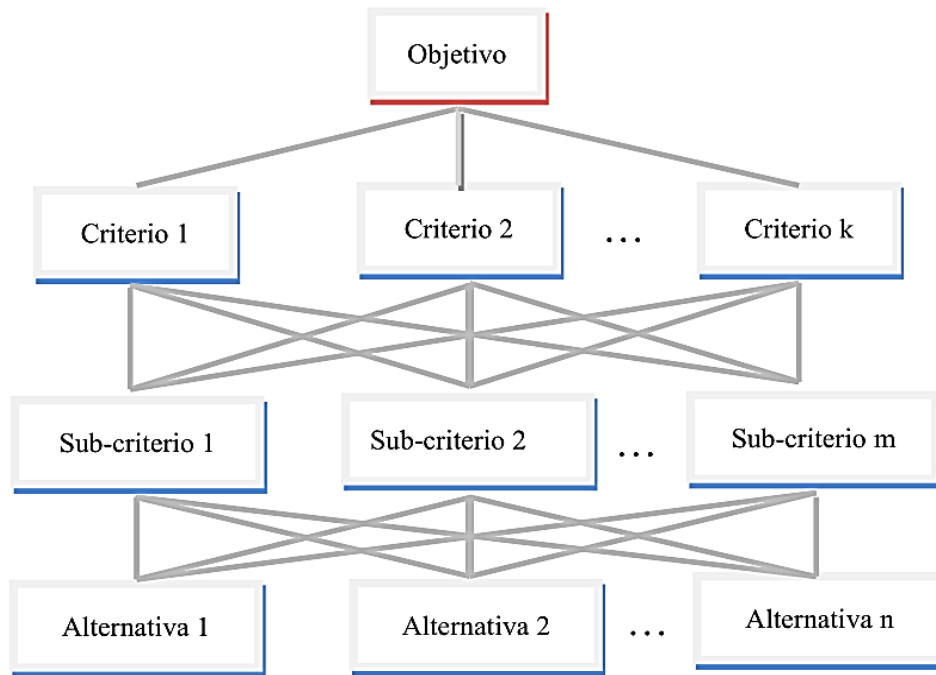 Objetivo
Criterio 1
Criterio 2
...
Criterio k
Sub-criterio 1
Sub-criterio 2
...
Sub-criterio m
Alternativa 1
Alternativa 2
...
Alternativa n